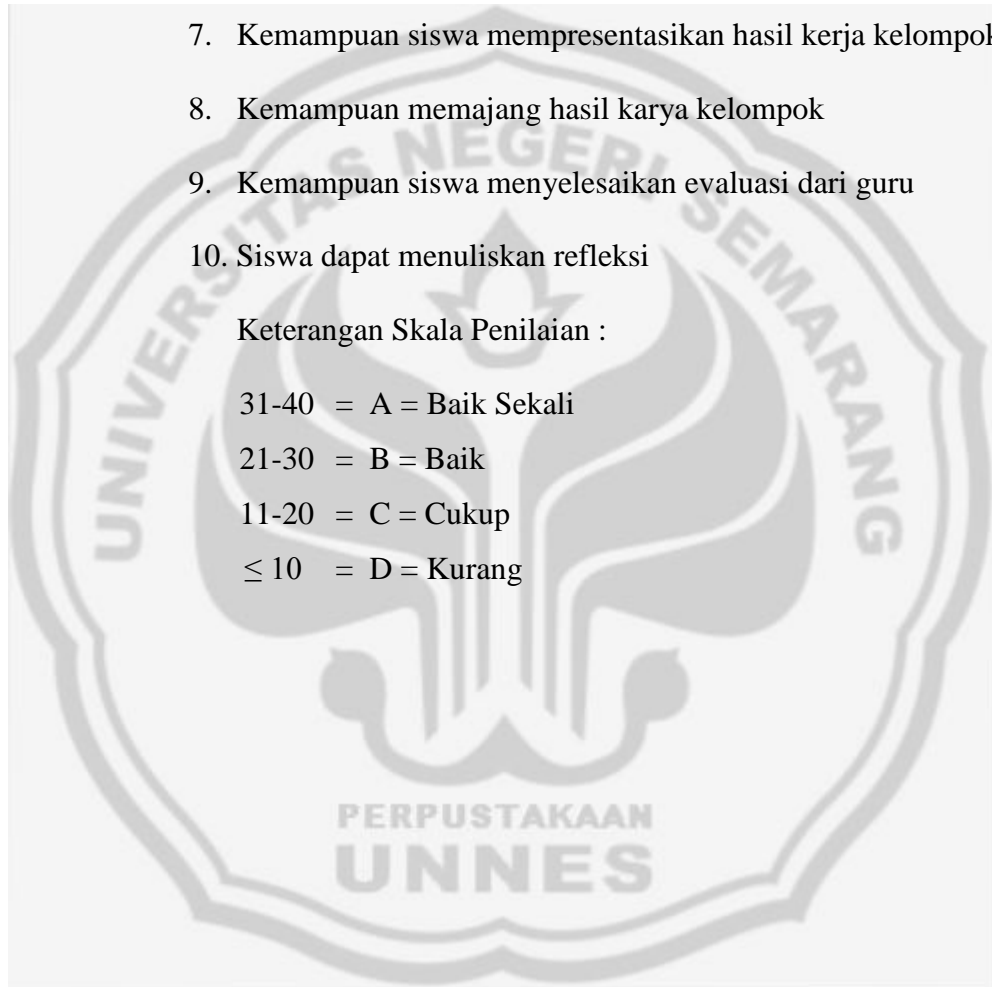 7. Kemampuan siswa mempresentasikan hasil kerja kelompok
8. Kemampuan memajang hasil karya kelompok
9. Kemampuan siswa menyelesaikan evaluasi dari guru
10. Siswa dapat menuliskan refleksi
Keterangan Skala Penilaian :
31-40 = A = Baik Sekali
21-30 = B = Baik
11-20 = C = Cukup
≤ 10 = D = Kurang
UNIVERSITAS NEGERI SEMARANG
PERPUSTAKAAN
UNNES